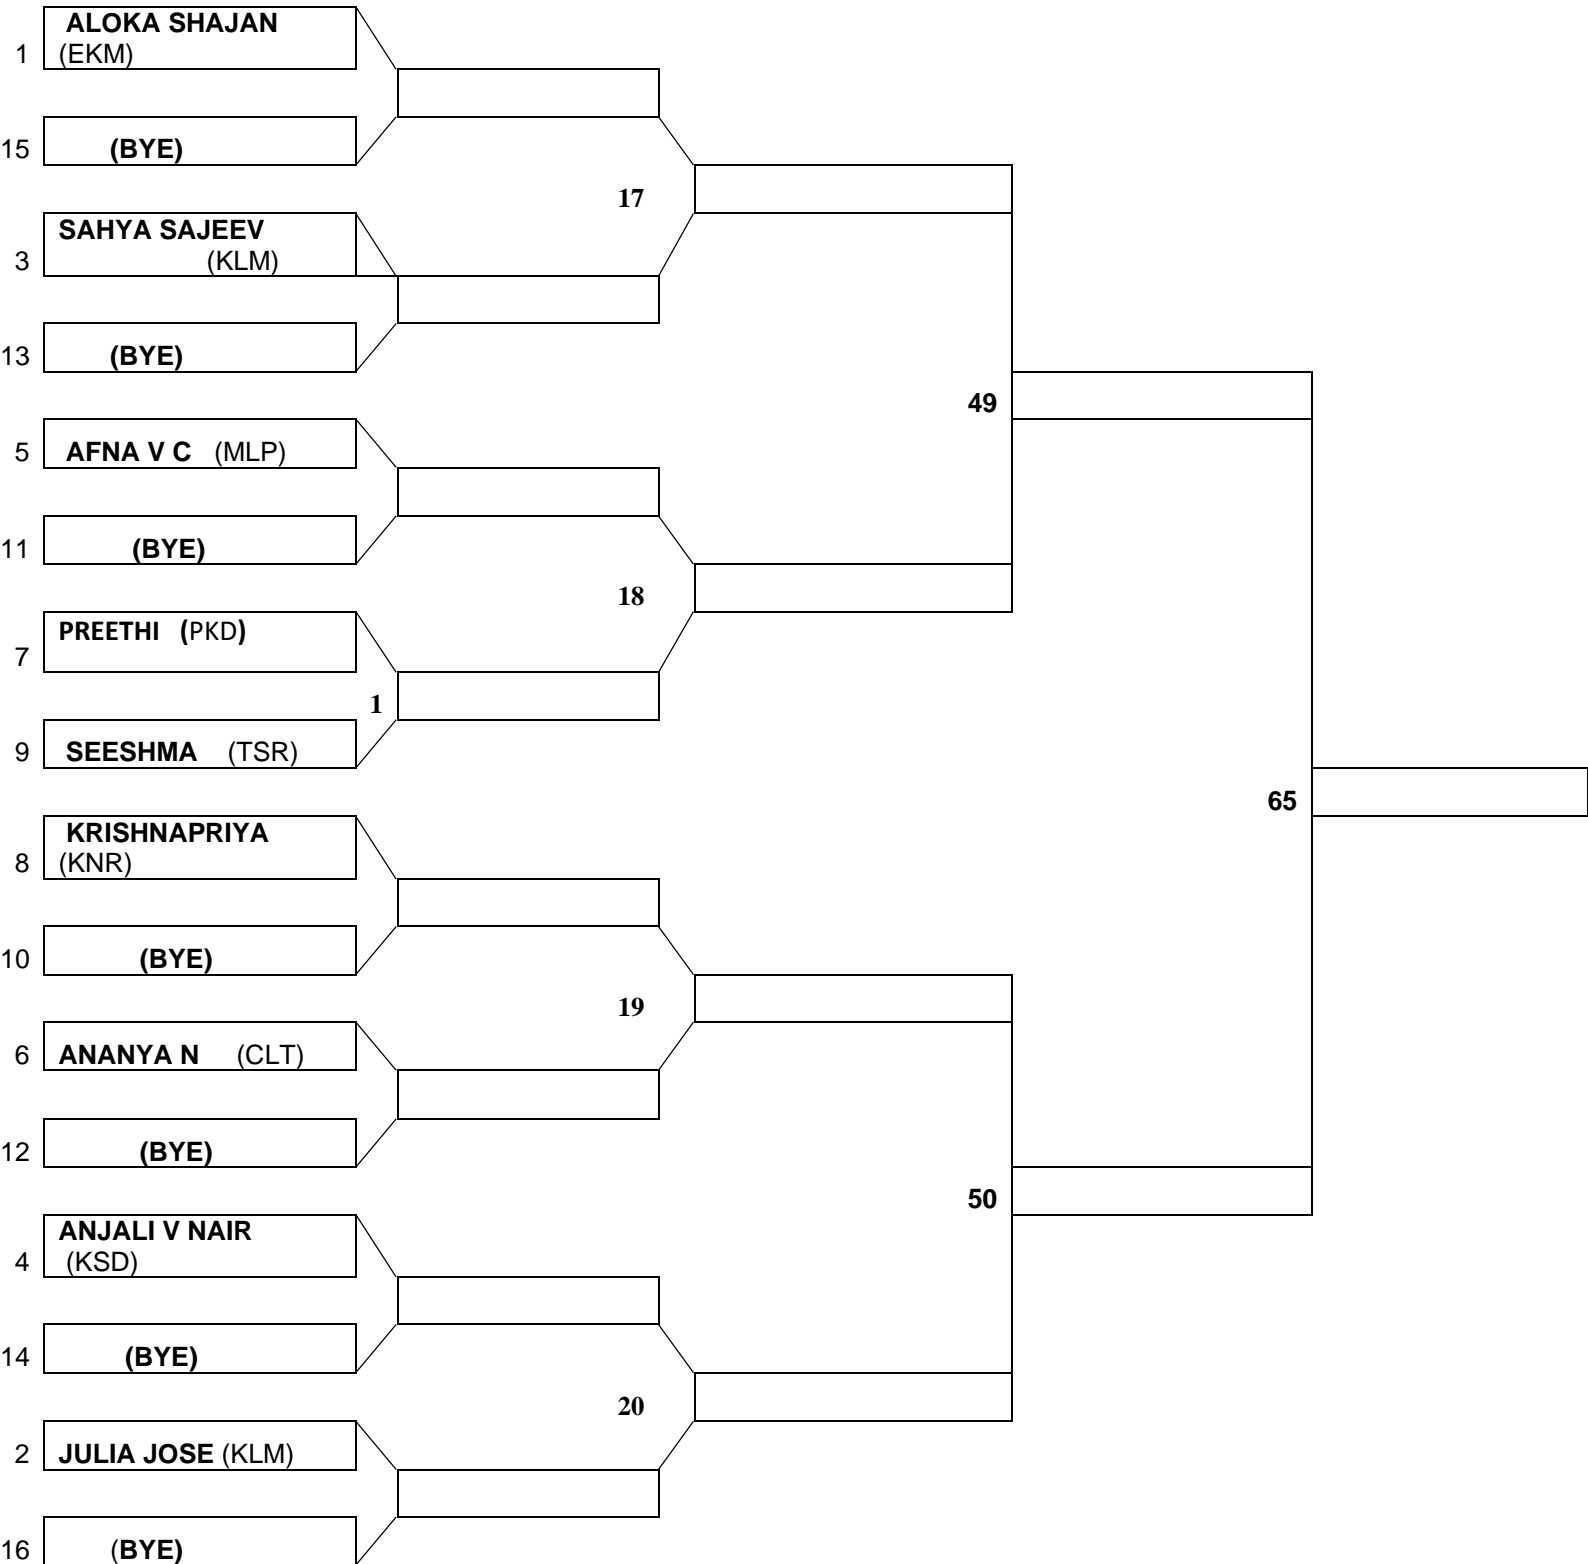 ALOKA SHAJAN
1 (EKM)
15 (BYE)
17
SAHYA SAJEEV
3 (KLM)
13 (BYE)
49
5 AFNA V C (MLP)
11 (BYE)
18
PREETHI (PKD)
7
1
9 SEESHMA (TSR)
65
KRISHNAPRIYA
8 (KNR)
10 (BYE)
19
6 ANANYA N (CLT)
12 (BYE)
50
ANJALI V NAIR
4 (KSD)
14 (BYE)
20
2 JULIA JOSE (KLM)
16 (BYE)